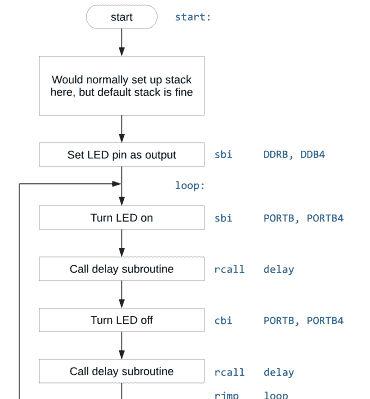 start start:
Would normally set up stack
here, but default stack is fine
Set LED pin as output sbi DDRB, DDB4
loop:
Turn LED on sbi PORTB, PORTB4
Call delay subroutine rcall delay
Turn LED off cbi PORTB, PORTB4
Call delay subroutine rcall delay
rjmp loop